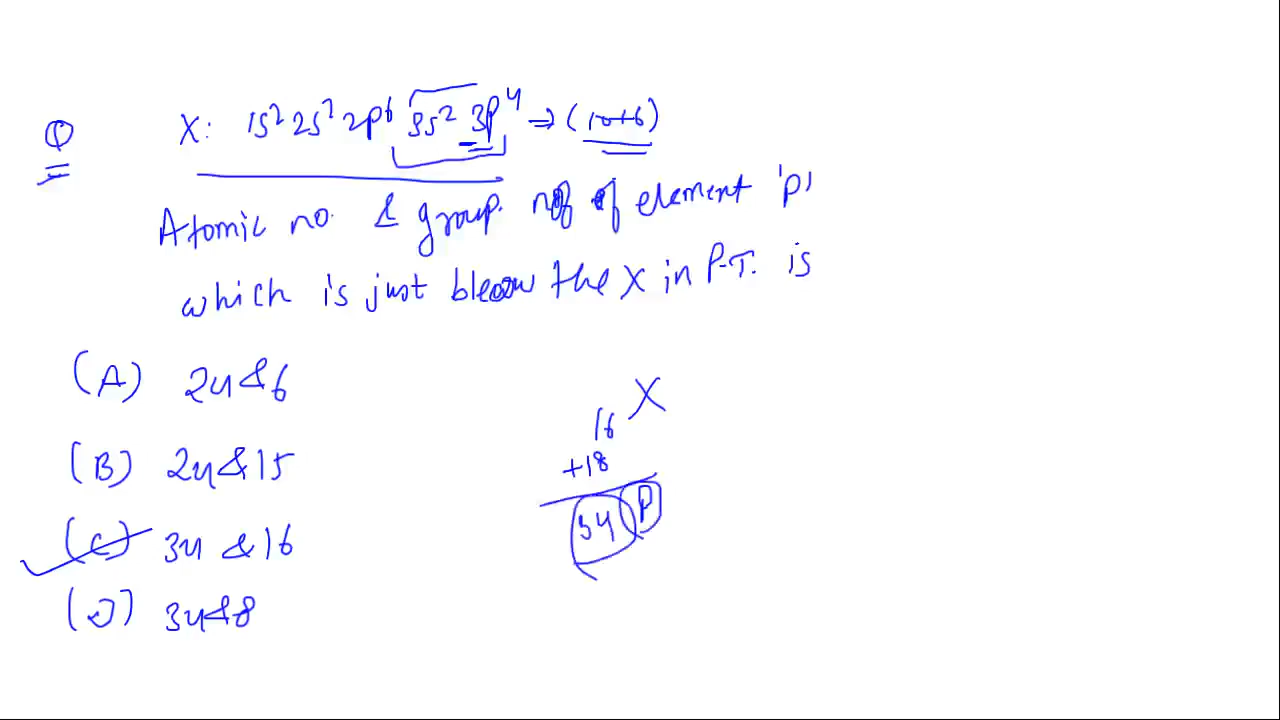 Q X: 1s² 2s² 2p⁶ 3s² 3p⁴ ⇒ (10+6)
Atomic no. & group. no of element 'p'
which is just bleow the X in P.T. is
(A) 24 & 6
(B) 24 & 15
(C) 34 & 16
(D) 34 & 8
X
16
+18
34 P